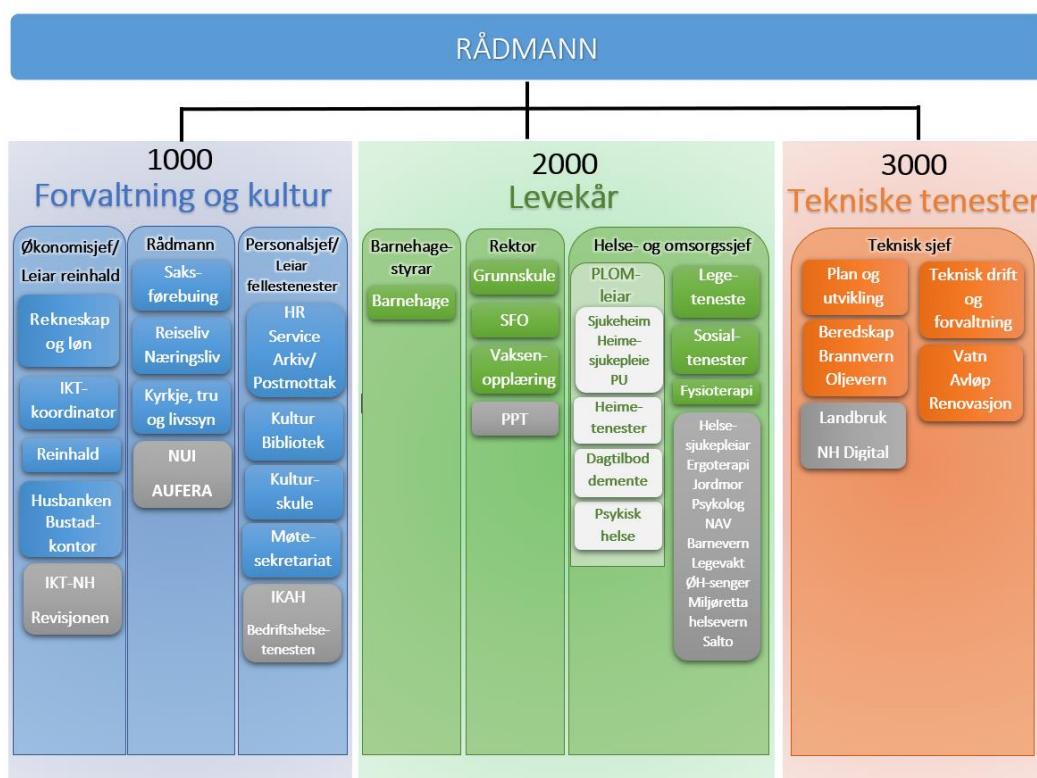 RÅDMANN
1000
Forvaltning og kultur
Økonomisjef/
Leiar reinhald
Rekneskap
og løn
IKT-
koordinator
Reinhald
Husbanken
Bustad-
kontor
IKT-NH
Revisjonen
Rådmann
Saks-
førebuing
Reiseliv
Næringsliv
Kyrkje, tru
og livssyn
NUI
AUFERA
Personalsjef/
Leiar
fellestenester
HR
Service
Arkiv/
Postmottak
Kultur
Bibliotek
Kultur-
skule
Møte-
sekretariat
IKAH
Bedriftshelse-
tenesten
2000
Levekår
Barnehage-
styrar
Barnehage
Rektor
Grunnskule
SFO
Vaksen-
opplæring
PPT
Helse- og omsorgssjef
PLOM-
leiar
Sjukeheim
Heime-
sjukepleie
PU
Heime-
tenester
Dagtilbod
demente
Psykisk
helse
Lege-
teneste
Sosial-
tenester
Fysioterapi
Helse-
sjukepleiar
Ergoterapi
Jordmor
Psykolog
NAV
Barnevern
Legevakt
ØH-senger
Miljøretta
helsevern
Salto
3000
Tekniske tenester
Teknisk sjef
Plan og
utvikling
Beredskap
Brannvern
Oljevern
Landbruk
NH Digital
Teknisk drift
og
forvaltning
Vatn
Avløp
Renovasjon